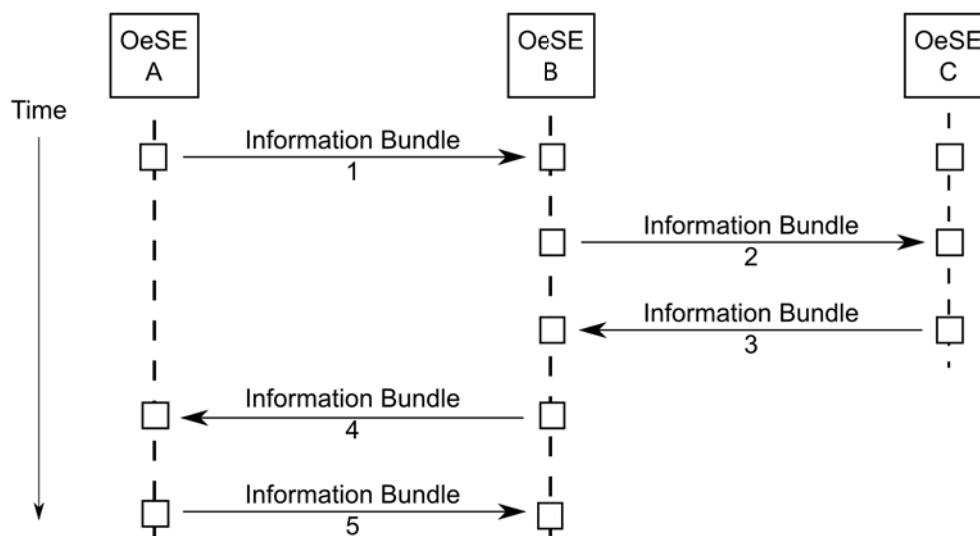 OeSE
A
OeSE
B
OeSE
C
Time
Information Bundle
1
Information Bundle
2
Information Bundle
3
Information Bundle
4
Information Bundle
5